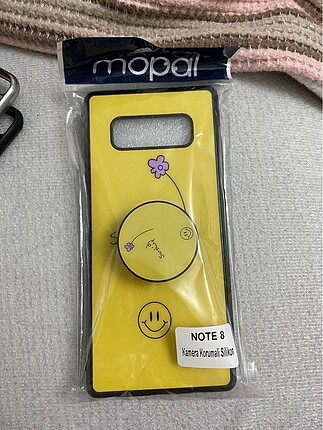 mopal
NOTE 8
Kamera Korumalı Silikon